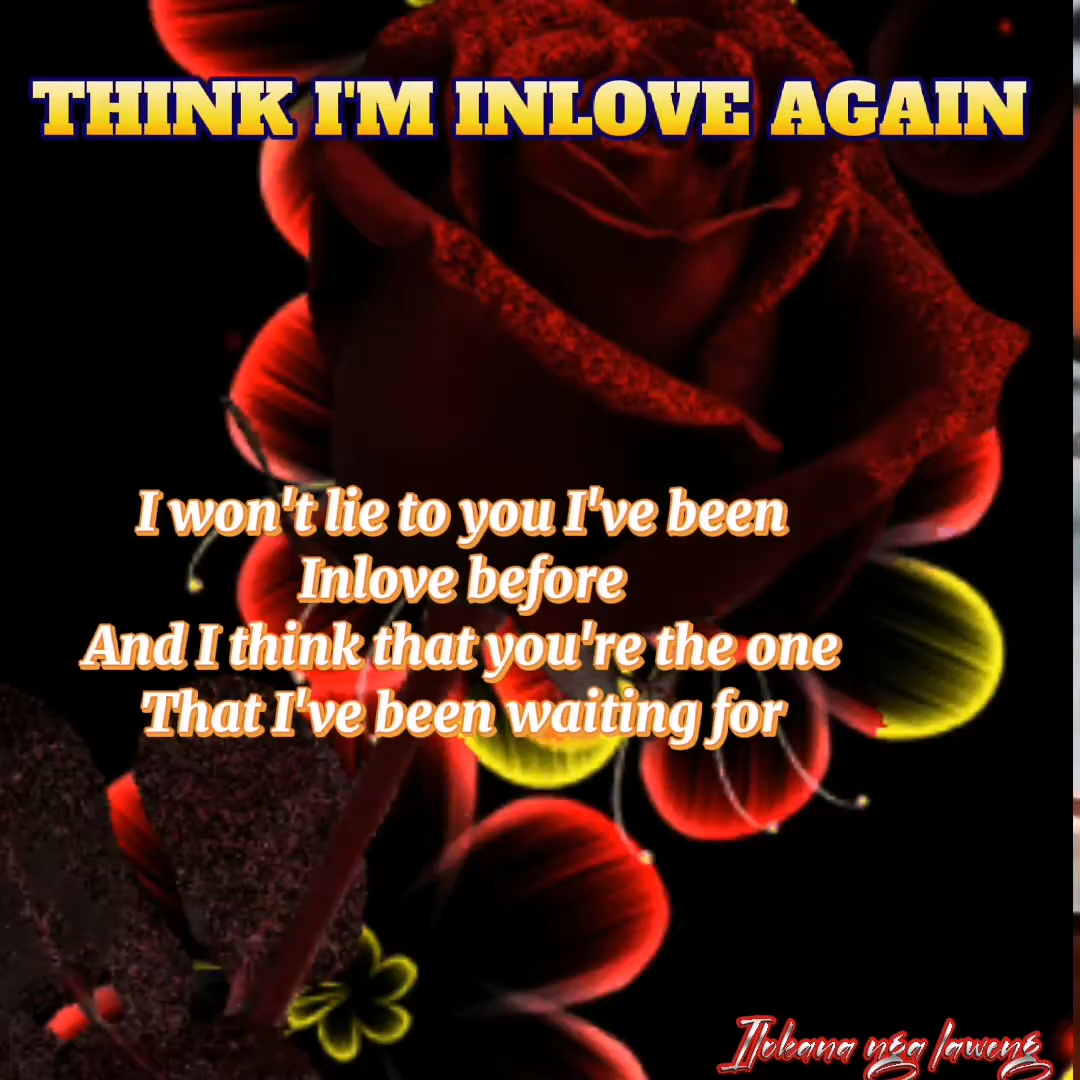 THINK I'M INLOVE AGAIN
I won't lie to you I've been
Inlove before
And I think that you're the one
That I've been waiting for
Ilokana nga laweng